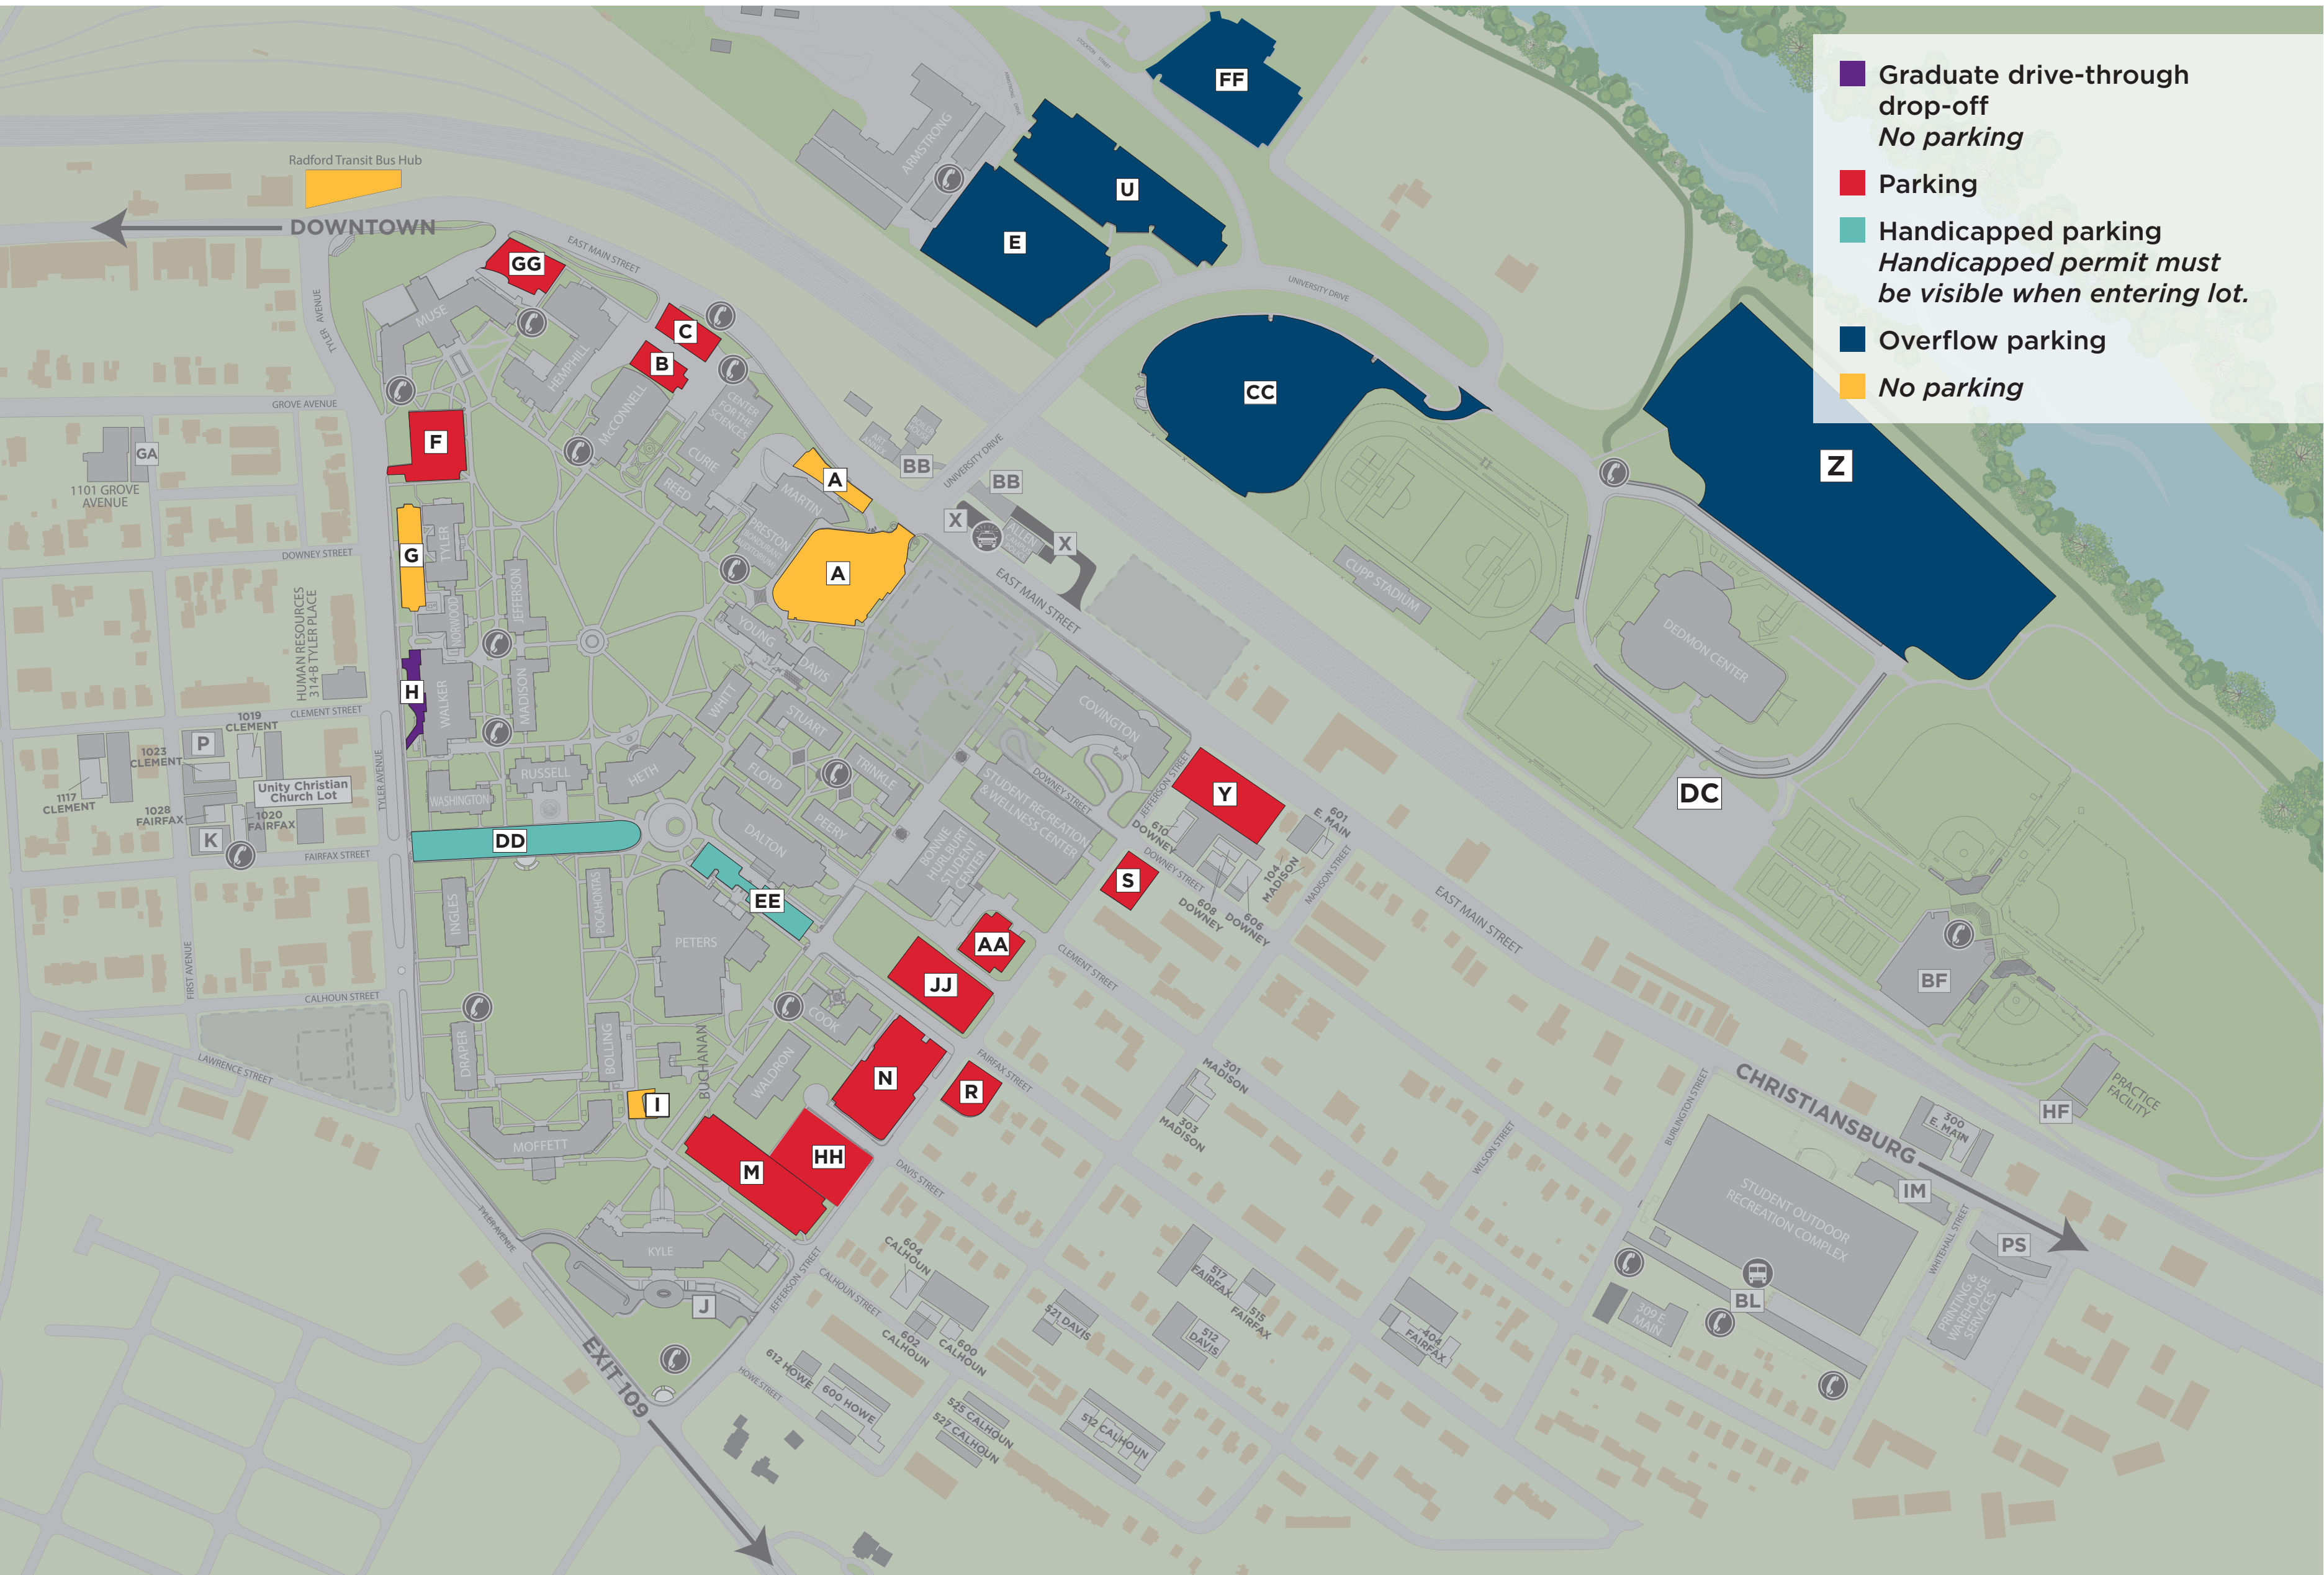 Graduate drive-through
drop-off
No parking
Parking
Handicapped parking
Handicapped permit must
be visible when entering lot.
Overflow parking
No parking
FF
U
E
ARMSTRONG
Radford Transit Bus Hub
DOWNTOWN
EAST MAIN STREET
GG
MUSE
HEMPHILL
TYLER AVENUE
C
B
UNIVERSITY DRIVE
CC
Z
McCONNELL
CENTER
FOR THE
SCIENCES
CURIE
REED
GROVE AVENUE
F
GA
1101 GROVE
AVENUE
A
MARTIN
PRESTON
BB
UNIVERSITY DRIVE
BB
X
ALLEN
X
EAST MAIN STREET
G
TYLER
DOWNEY STREET
A
JEFFERSON
NORWOOD
HUMAN RESOURCES
314-B TYLER PLACE
CUPP STADIUM
DEDMON CENTER
YOUNG
DAVIS
H
WALKER
MADISON
WHITT
STUART
CLEMENT STREET
1019
CLEMENT
P
1023
CLEMENT
1117
CLEMENT
Unity Christian
Church Lot
1028
FAIRFAX
1020
FAIRFAX
K
FAIRFAX STREET
TYLER AVENUE
RUSSELL
WASHINGTON
HETH
FLOYD
TRINKLE
PEERY
DALTON
COVINGTON
STUDENT RECREATION
& WELLNESS CENTER
DOWNEY STREET
JEFFERSON STREET
BONNIE
HURLBURT
STUDENT
CENTER
Y
DC
610
DOWNEY
601
E. MAIN
104
MADISON
MADISON STREET
DOWNEY STREET
608
DOWNEY
606
DOWNEY
S
DD
EE
INGLES
POCAHONTAS
PETERS
AA
JJ
CLEMENT STREET
EAST MAIN STREET
BF
FIRST AVENUE
CALHOUN STREET
LAWRENCE STREET
DRAPER
BOLLING
BUCHANAN
COOK
WALDRON
N
R
FAIRFAX STREET
301
MADISON
303
MADISON
I
MOFFETT
M
HH
DAVIS STREET
WILSON STREET
BURLINGTON STREET
CHRISTIANSBURG
HF
PRACTICE
FACILITY
300
E. MAIN
IM
STUDENT OUTDOOR
RECREATION COMPLEX
WHITEHALL STREET
PS
PRINTING &
WAREHOUSE
SERVICES
BL
309 E.
MAIN
TYLER AVENUE
KYLE
J
JEFFERSON STREET
CALHOUN STREET
604
CALHOUN
602
CALHOUN
600
CALHOUN
517
FAIRFAX
515
FAIRFAX
521 DAVIS
512
DAVIS
404
FAIRFAX
EXIT 109
HOWE STREET
612 HOWE
600 HOWE
525 CALHOUN
527 CALHOUN
512 CALHOUN